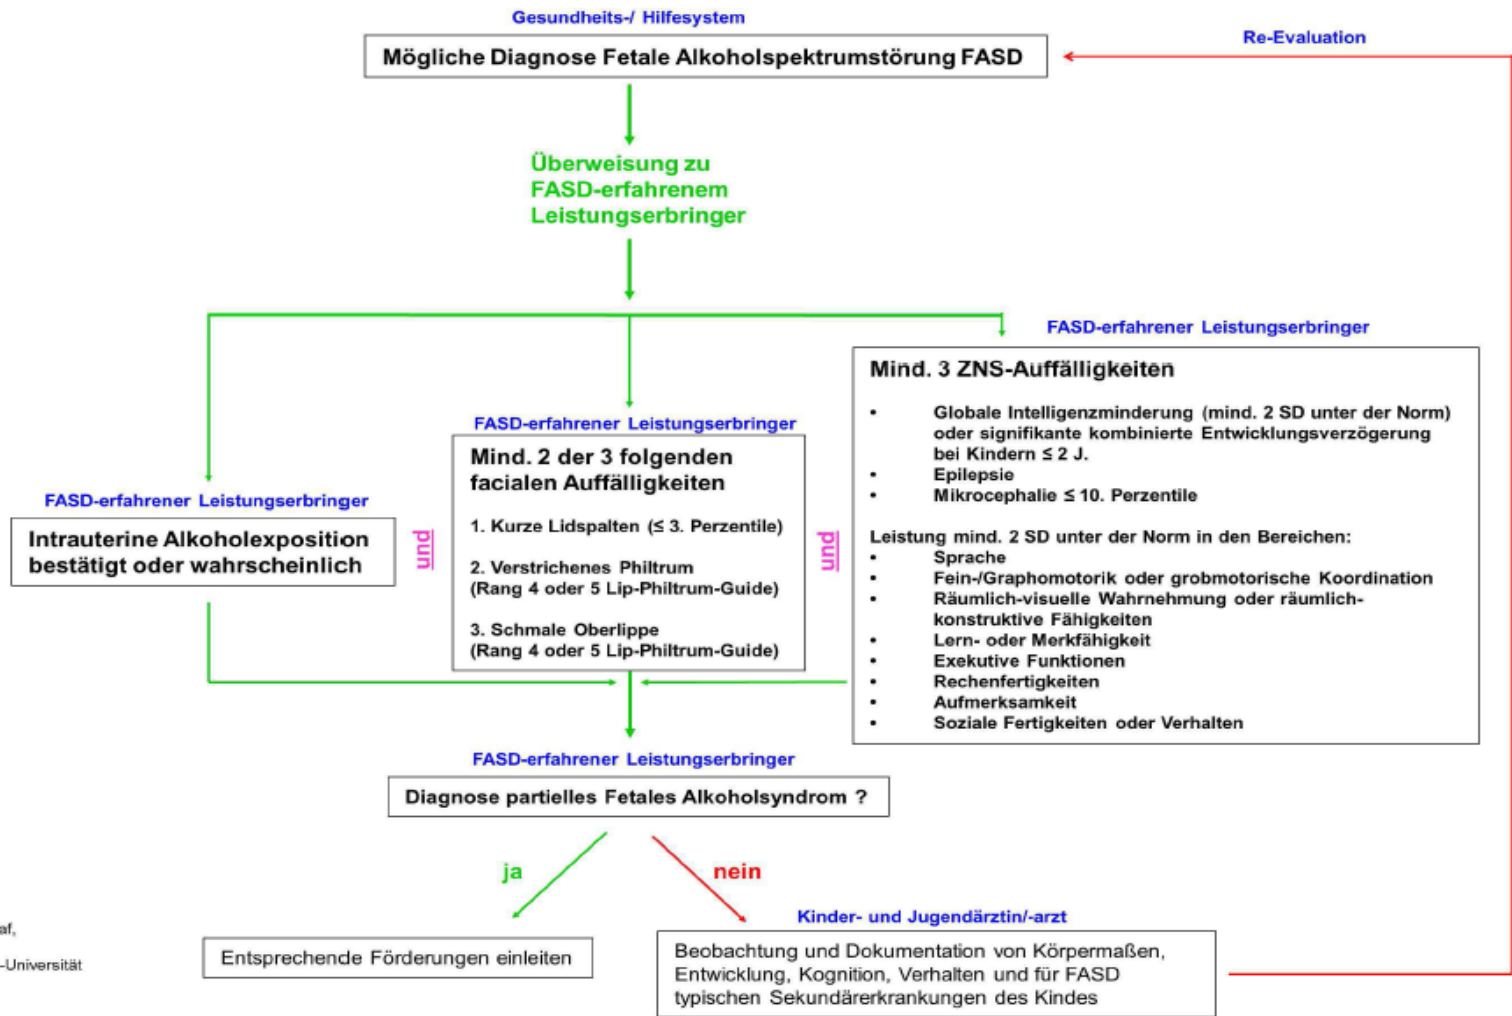 Gesundheits-/ Hilfesystem
Mögliche Diagnose Fetale Alkoholspektrumstörung FASD
Re-Evaluation
Überweisung zu
FASD-erfahrenem
Leistungserbringer
FASD-erfahrener Leistungserbringer
Intrauterine Alkoholexposition
bestätigt oder wahrscheinlich
und
FASD-erfahrener Leistungserbringer
Mind. 2 der 3 folgenden
facialen Auffälligkeiten
1. Kurze Lidspalten (≤ 3. Perzentile)
2. Verstrichenes Philtrum
(Rang 4 oder 5 Lip-Philtrum-Guide)
3. Schmale Oberlippe
(Rang 4 oder 5 Lip-Philtrum-Guide)
und
FASD-erfahrener Leistungserbringer
Mind. 3 ZNS-Auffälligkeiten
• Globale Intelligenzminderung (mind. 2 SD unter der Norm)
oder signifikante kombinierte Entwicklungsverzögerung
bei Kindern ≤ 2 J.
• Epilepsie
• Mikrocephalie ≤ 10. Perzentile
Leistung mind. 2 SD unter der Norm in den Bereichen:
• Sprache
• Fein-/Graphomotorik oder grobmotorische Koordination
• Räumlich-visuelle Wahrnehmung oder räumlich-
konstruktive Fähigkeiten
• Lern- oder Merkfähigkeit
• Exekutive Funktionen
• Rechenfertigkeiten
• Aufmerksamkeit
• Soziale Fertigkeiten oder Verhalten
FASD-erfahrener Leistungserbringer
Diagnose partielles Fetales Alkoholsyndrom ?
ja
nein
Entsprechende Förderungen einleiten
Kinder- und Jugendärztin/-arzt
Beobachtung und Dokumentation von Körpermaßen,
Entwicklung, Kognition, Verhalten und für FASD
typischen Sekundärerkrankungen des Kindes
af,
-Universität